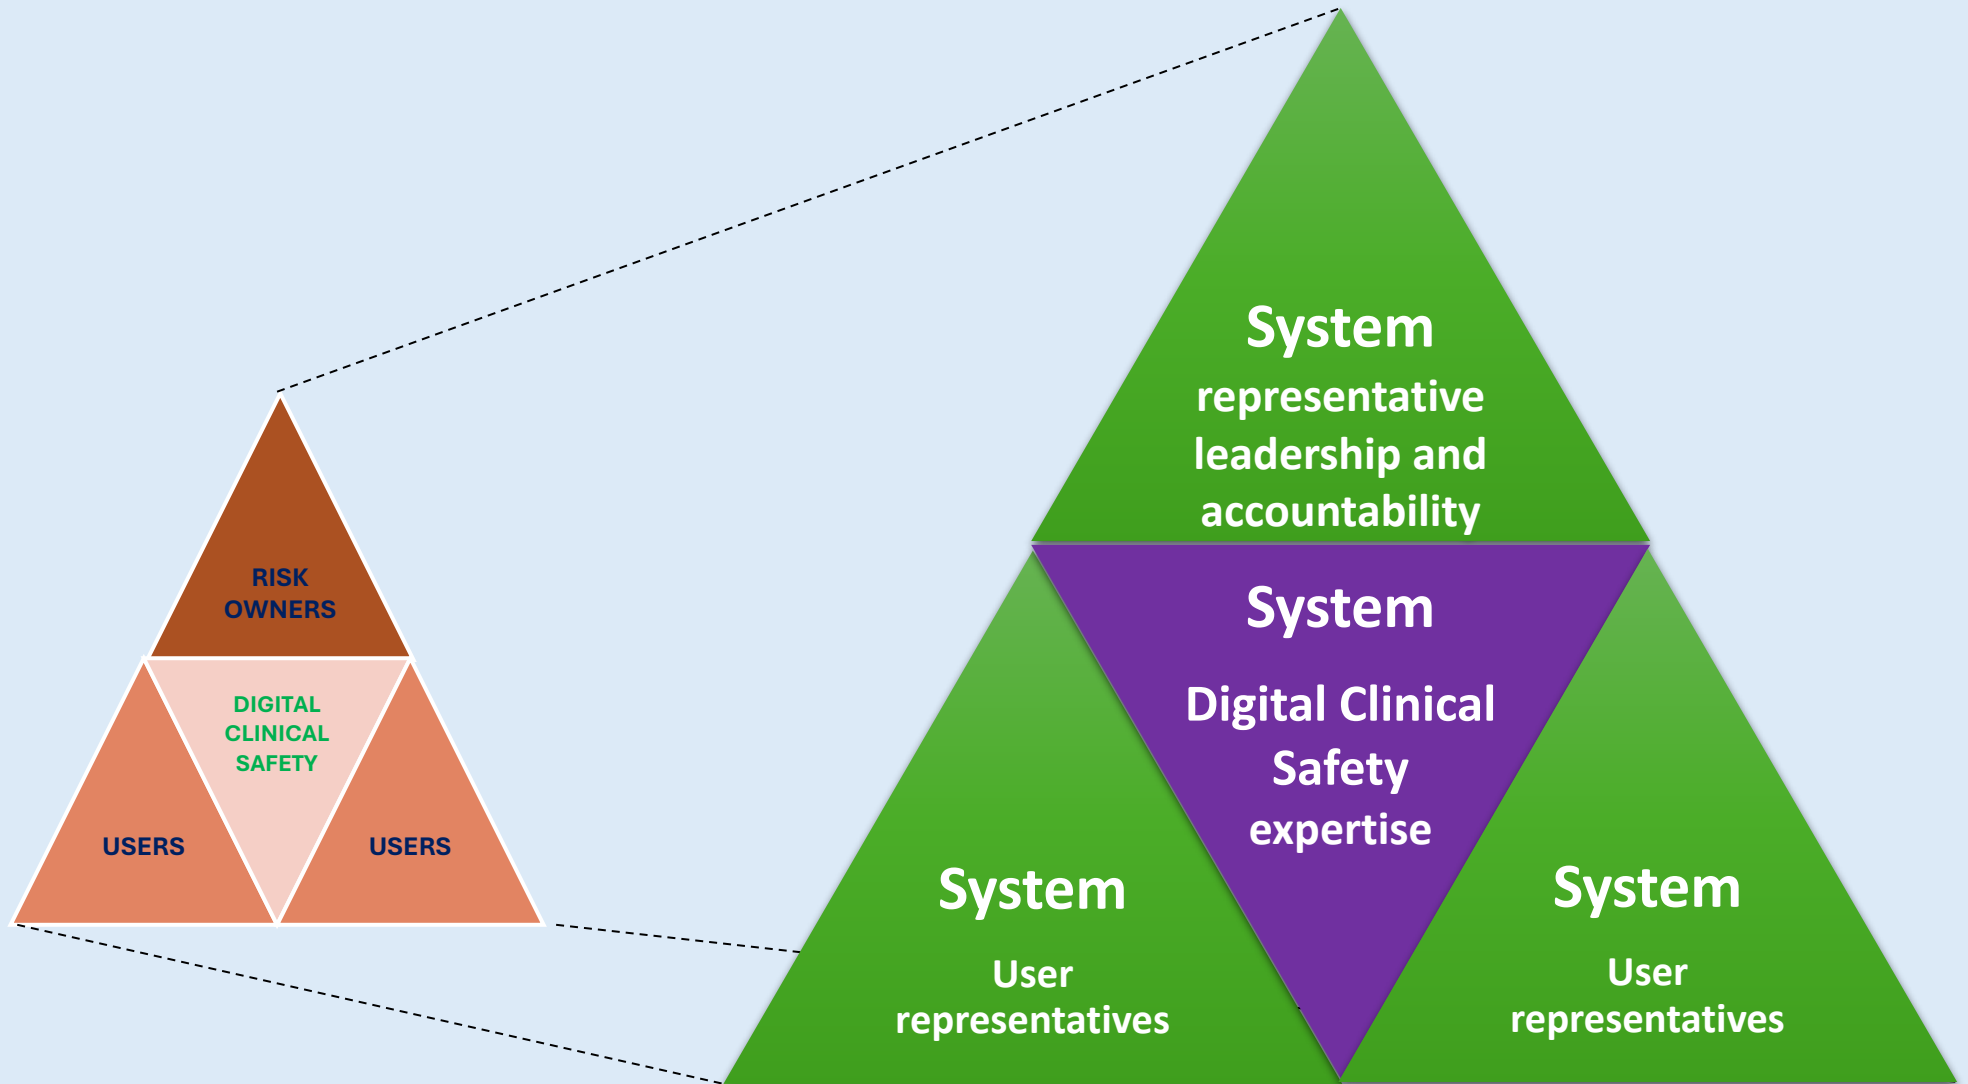 RISK
OWNERS
DIGITAL
CLINICAL
SAFETY
USERS
USERS
System
representative
leadership and
accountability
System
Digital Clinical
Safety
expertise
System
User
representatives
System
User
representatives